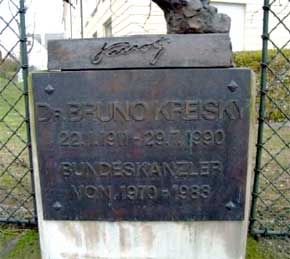 Dr BRUNO KREISKY
22.1.1911 - 29.7.1990
BUNDESKANZLER
VON 1970 - 1983